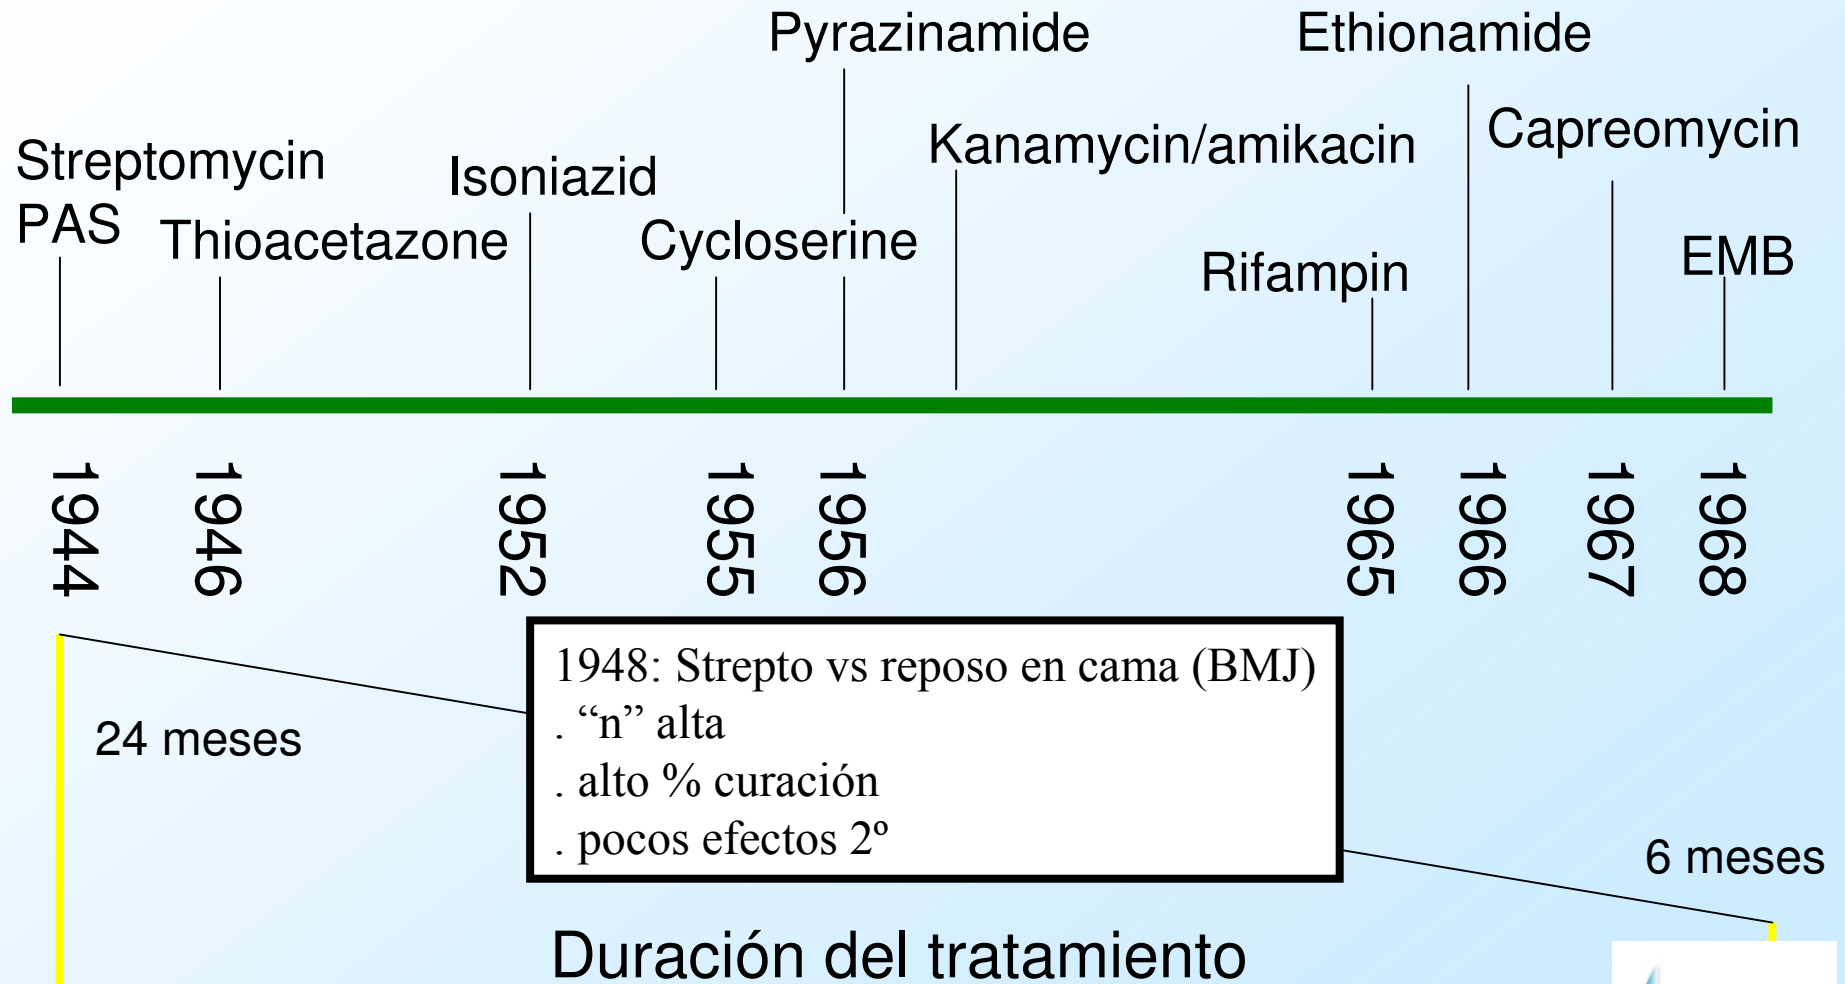 Pyrazinamide
Ethionamide
Streptomycin
PAS
Thioacetazone
Isoniazid
Cycloserine
Kanamycin/amikacin
Rifampin
Capreomycin
EMB
1944
1946
1952
1955
1956
1965
1966
1967
1968
1948: Strepto vs reposo en cama (BMJ)
. “n” alta
. alto % curación
. pocos efectos 2º
24 meses
6 meses
Duración del tratamiento